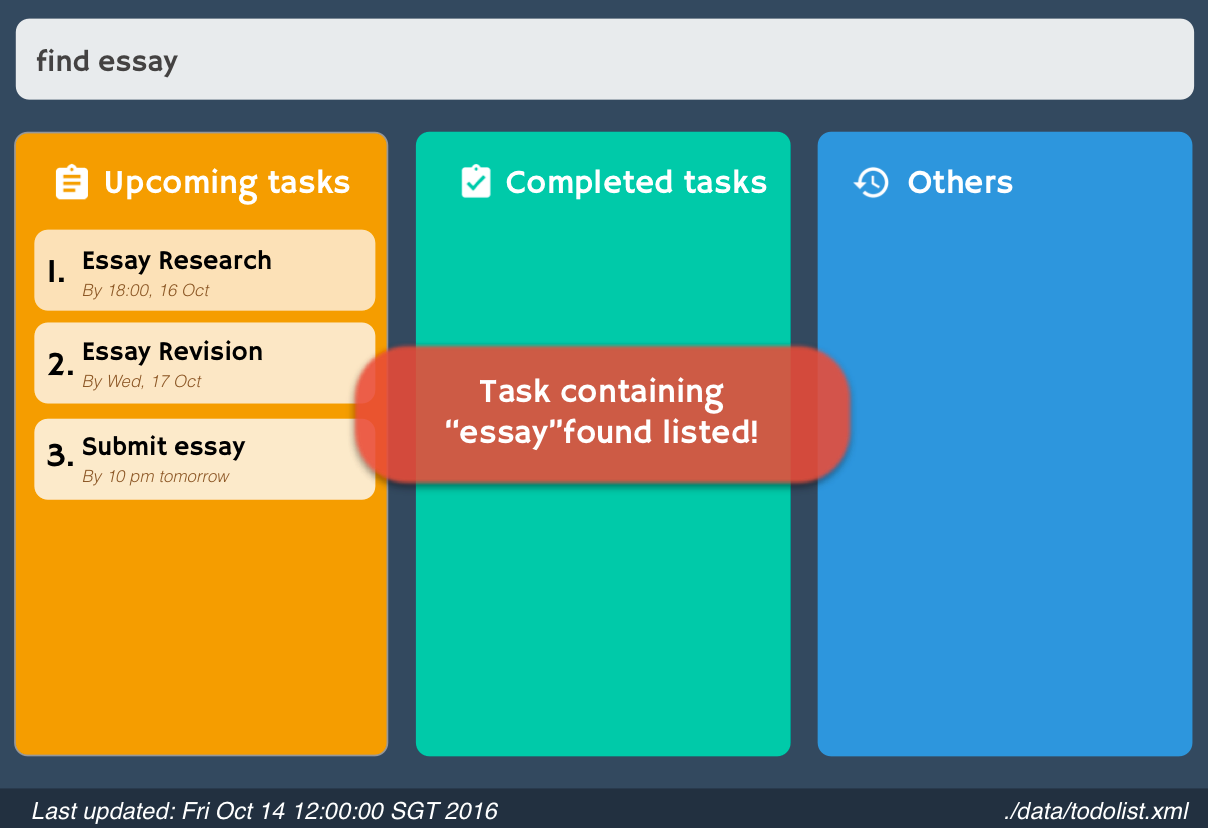 find essay
Upcoming tasks
1. Essay Research
By 18:00, 16 Oct
2. Essay Revision
By Wed, 17 Oct
3. Submit essay
By 10 pm tomorrow
Completed tasks
Others
Task containing
“essay”found listed!
Last updated: Fri Oct 14 12:00:00 SGT 2016
./data/todolist.xml